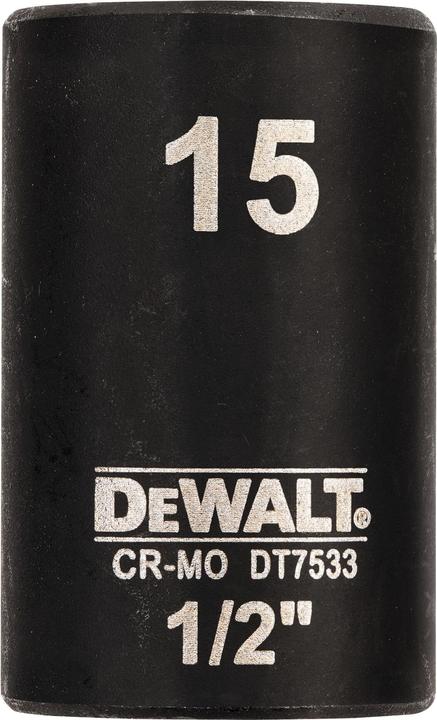 15
DEWALT®
CR-MO DT7533
1/2"